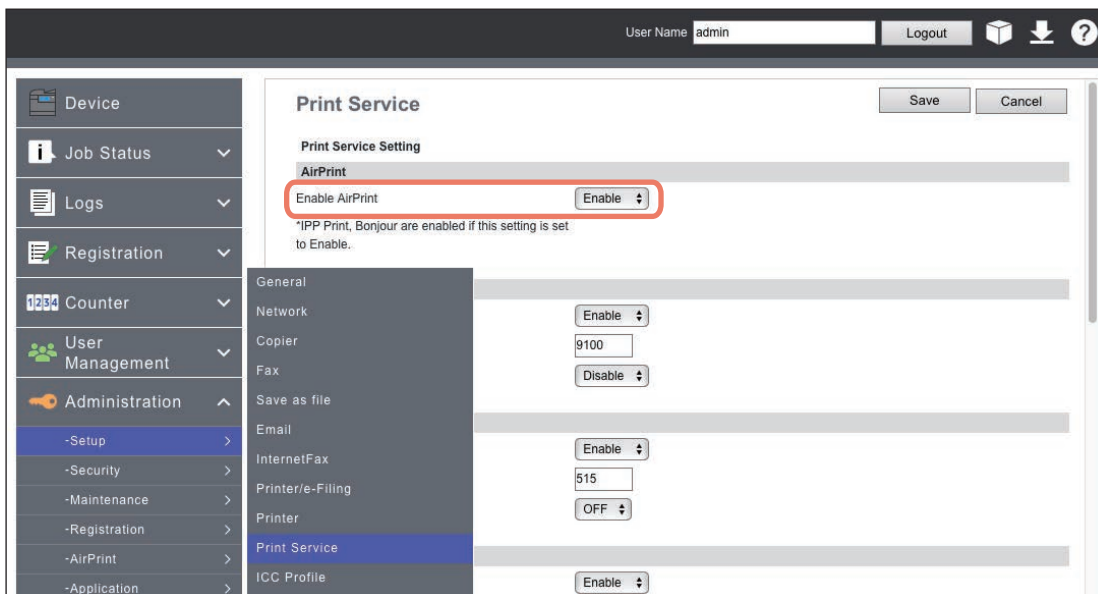 User Name admin Logout ?
Device
i Job Status
Logs
Registration
1234 Counter
User
Management
Administration
-Setup
-Security
-Maintenance
-Registration
-AirPrint
-Application
General
Network
Copier
Fax
Save as file
Email
InternetFax
Printer/e-Filing
Printer
Print Service
ICC Profile
Print Service Save Cancel
Print Service Setting
AirPrint
Enable AirPrint Enable
*IPP Print, Bonjour are enabled if this setting is set
to Enable.
Enable
9100
Disable
Enable
515
OFF
Enable